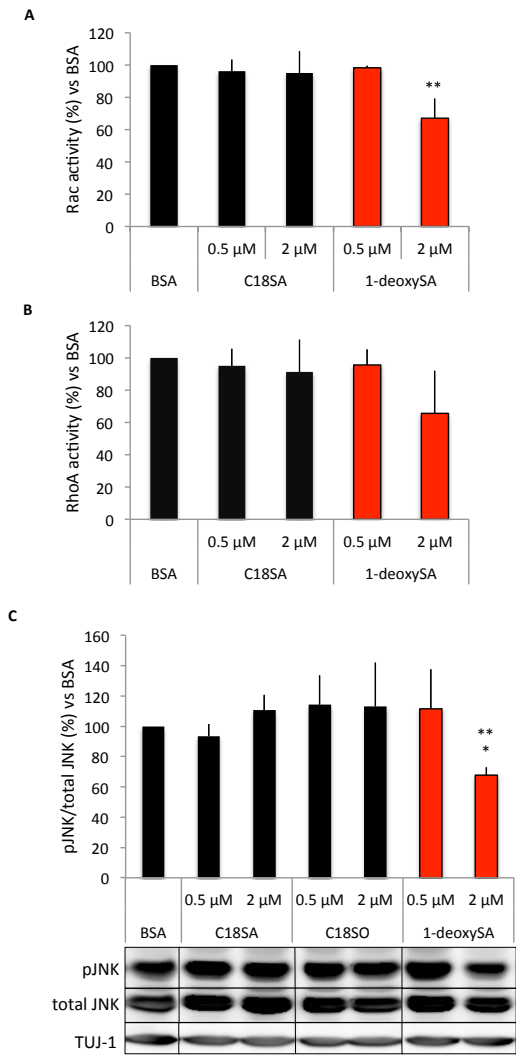 A
Rac activity (%) vs BSA
120
100
80
60
40
20
0
**
0.5 µM 2 µM 0.5 µM 2 µM
BSA C18SA 1-deoxySA
B
RhoA activity (%) vs BSA
120
100
80
60
40
20
0
0.5 µM 2 µM 0.5 µM 2 µM
BSA C18SA 1-deoxySA
C
pJNK/total JNK (%) vs BSA
160
140
120
100
80
60
40
20
0
**
*
0.5 µM 2 µM 0.5 µM 2 µM 0.5 µM 2 µM
BSA C18SA C18SO 1-deoxySA
pJNK
total JNK
TUJ-1